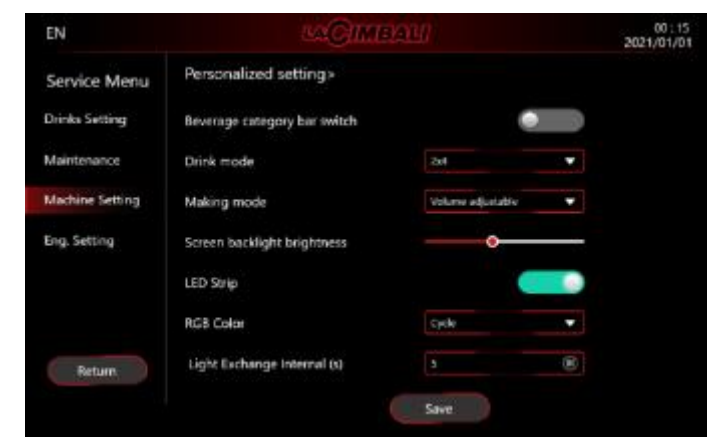 EN
LACIMBALI
00:15
2021/01/01
Service Menu
Personalized setting>
Drinks Setting
Beverage category bar switch
Maintenance
Drink mode
2x4
Machine Setting
Making mode
Volume adjustable
Eng. Setting
Screen backlight brightness
LED Strip
RGB Color
Cycle
Return
Light Exchange Internal (s)
5
Save